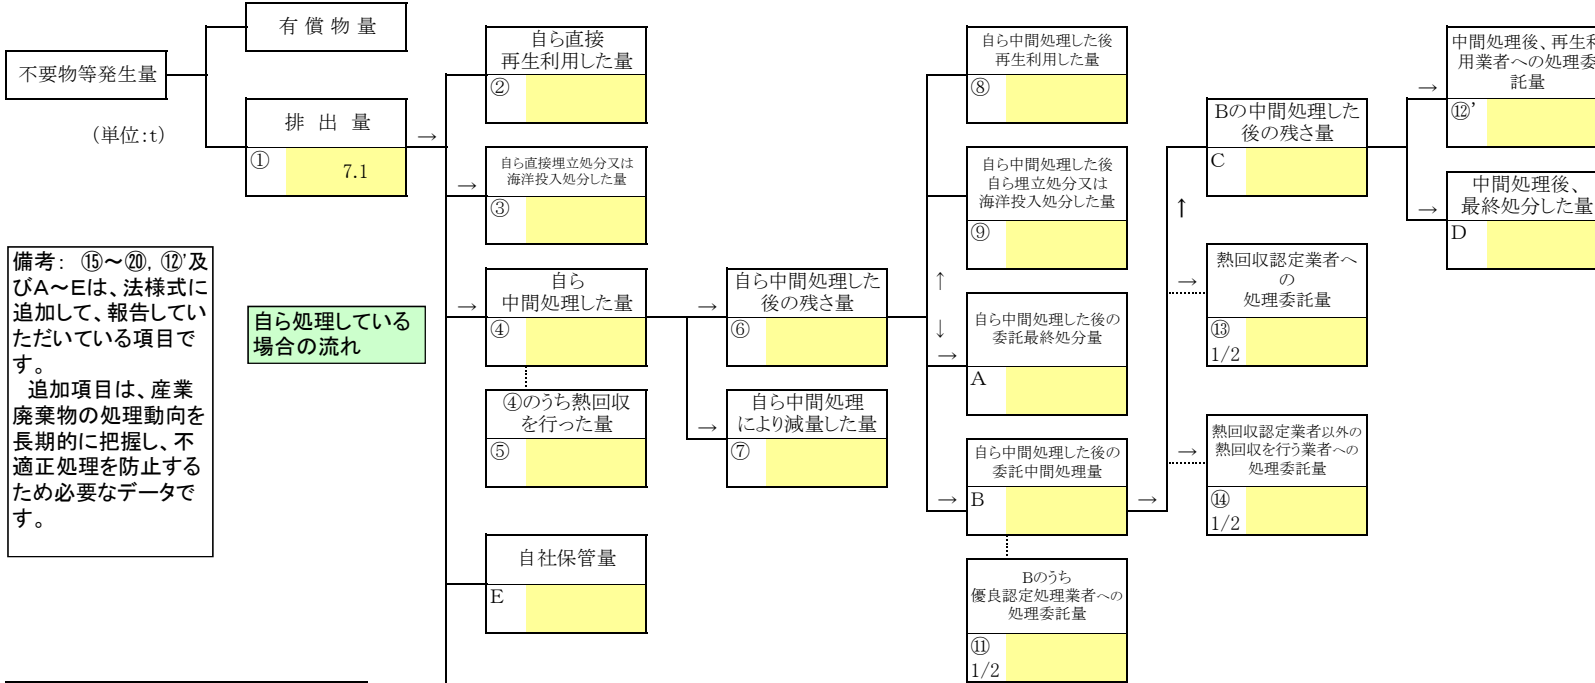 有 償 物 量
不要物等発生量
(単位:t)
排 出 量
→
①
7.1
備考： ⑮～⑳, ⑫'及
びA～Eは、法様式に
追加して、報告してい
ただいている項目で
す。
追加項目は、産業
廃棄物の処理動向を
長期的に把握し、不
適正処理を防止する
ため必要なデータで
す。
自ら処理している
場合の流れ
自ら直接
再生利用した量
②
→
自ら直接埋立処分又は
海洋投入処分した量
③
→
自ら
中間処理した量
④
④のうち熱回収
を行った量
⑤
自社保管量
E
→
自ら中間処理した
後の残さ量
⑥
→
自ら中間処理
により減量した量
⑦
自ら中間処理した後
再生利用した量
⑧
自ら中間処理した後
自ら埋立処分又は
海洋投入処分した量
⑨
↑
↓
→
自ら中間処理した後の
委託最終処分量
A
自ら中間処理した後の
委託中間処理量
→
B
→
Bのうち
優良認定処理業者への
処理委託量
⑪
1/2
Bの中間処理した
後の残さ量
C
↑
→
熱回収認定業者へ
の
処理委託量
⑬
1/2
→
熱回収認定業者以外の
熱回収を行う業者への
処理委託量
⑭
1/2
→
中間処理後、再生利
用業者への処理委
託量
⑫'
→
中間処理後、
最終処分した量
D